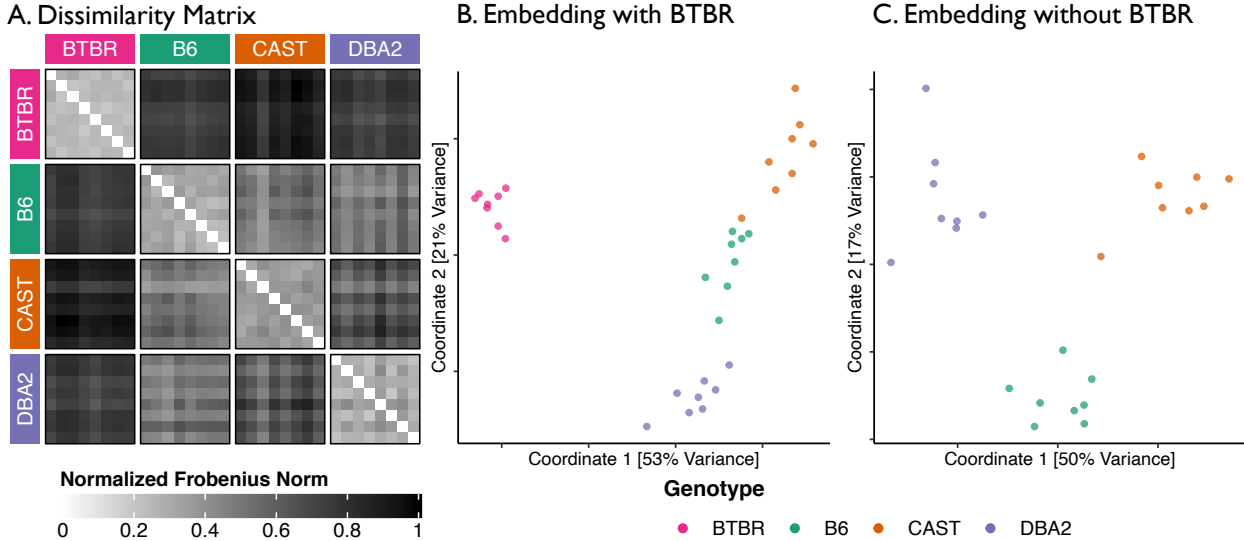 A. Dissimilarity Matrix
BTBR B6 CAST DBA2
BTBR
B6
CAST
DBA2
Normalized Frobenius Norm
0 0.2 0.4 0.6 0.8 1
B. Embedding with BTBR
Coordinate 2 [21% Variance]
Coordinate 1 [53% Variance]
C. Embedding without BTBR
Coordinate 2 [17% Variance]
Coordinate 1 [50% Variance]
Genotype
BTBR B6 CAST DBA2